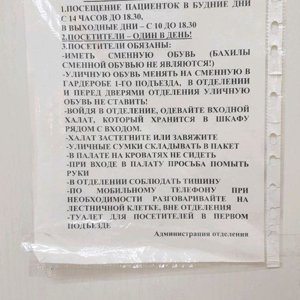 1.ПОСЕЩЕНИЕ ПАЦИЕНТОК В БУДНИЕ ДНИ
С 14 ЧАСОВ ДО 18.30,
В ВЫХОДНЫЕ ДНИ – С 10 ДО 18.30
2.ПОСЕТИТЕЛИ – ОДИН В ДЕНЬ!
3.ПОСЕТИТЕЛИ ОБЯЗАНЫ:
-ИМЕТЬ СМЕННУЮ ОБУВЬ (БАХИЛЫ
СМЕННОЙ ОБУВЬЮ НЕ ЯВЛЯЮТСЯ!)
-УЛИЧНУЮ ОБУВЬ МЕНЯТЬ НА СМЕННУЮ В
ГАРДЕРОБЕ 1-ГО ПОДЪЕЗДА, В ОТДЕЛЕНИИ
И ПЕРЕД ДВЕРЯМИ ОТДЕЛЕНИЯ УЛИЧНУЮ
ОБУВЬ НЕ СТАВИТЬ!
-ВОЙДЯ В ОТДЕЛЕНИЕ, ОДЕВАЙТЕ ВХОДНОЙ
ХАЛАТ, КОТОРЫЙ ХРАНИТСЯ В ШКАФУ
РЯДОМ С ВХОДОМ.
-ХАЛАТ ЗАСТЕГНИТЕ ИЛИ ЗАВЯЖИТЕ
-УЛИЧНЫЕ СУМКИ СКЛАДЫВАТЬ В ПАКЕТ
-В ПАЛАТЕ НА КРОВАТЯХ НЕ СИДЕТЬ
-ПРИ ВХОДЕ В ПАЛАТУ ПРОСЬБА ПОМЫТЬ
РУКИ
-В ОТДЕЛЕНИИ СОБЛЮДАТЬ ТИШИНУ
-ПО МОБИЛЬНОМУ ТЕЛЕФОНУ ПРИ
НЕОБХОДИМОСТИ РАЗГОВАРИВАЙТЕ НА
ЛЕСТНИЧНОЙ КЛЕТКЕ, ВНЕ ОТДЕЛЕНИЯ
-ТУАЛЕТ ДЛЯ ПОСЕТИТЕЛЕЙ В ПЕРВОМ
ПОДЪЕЗДЕ
Администрация отделения